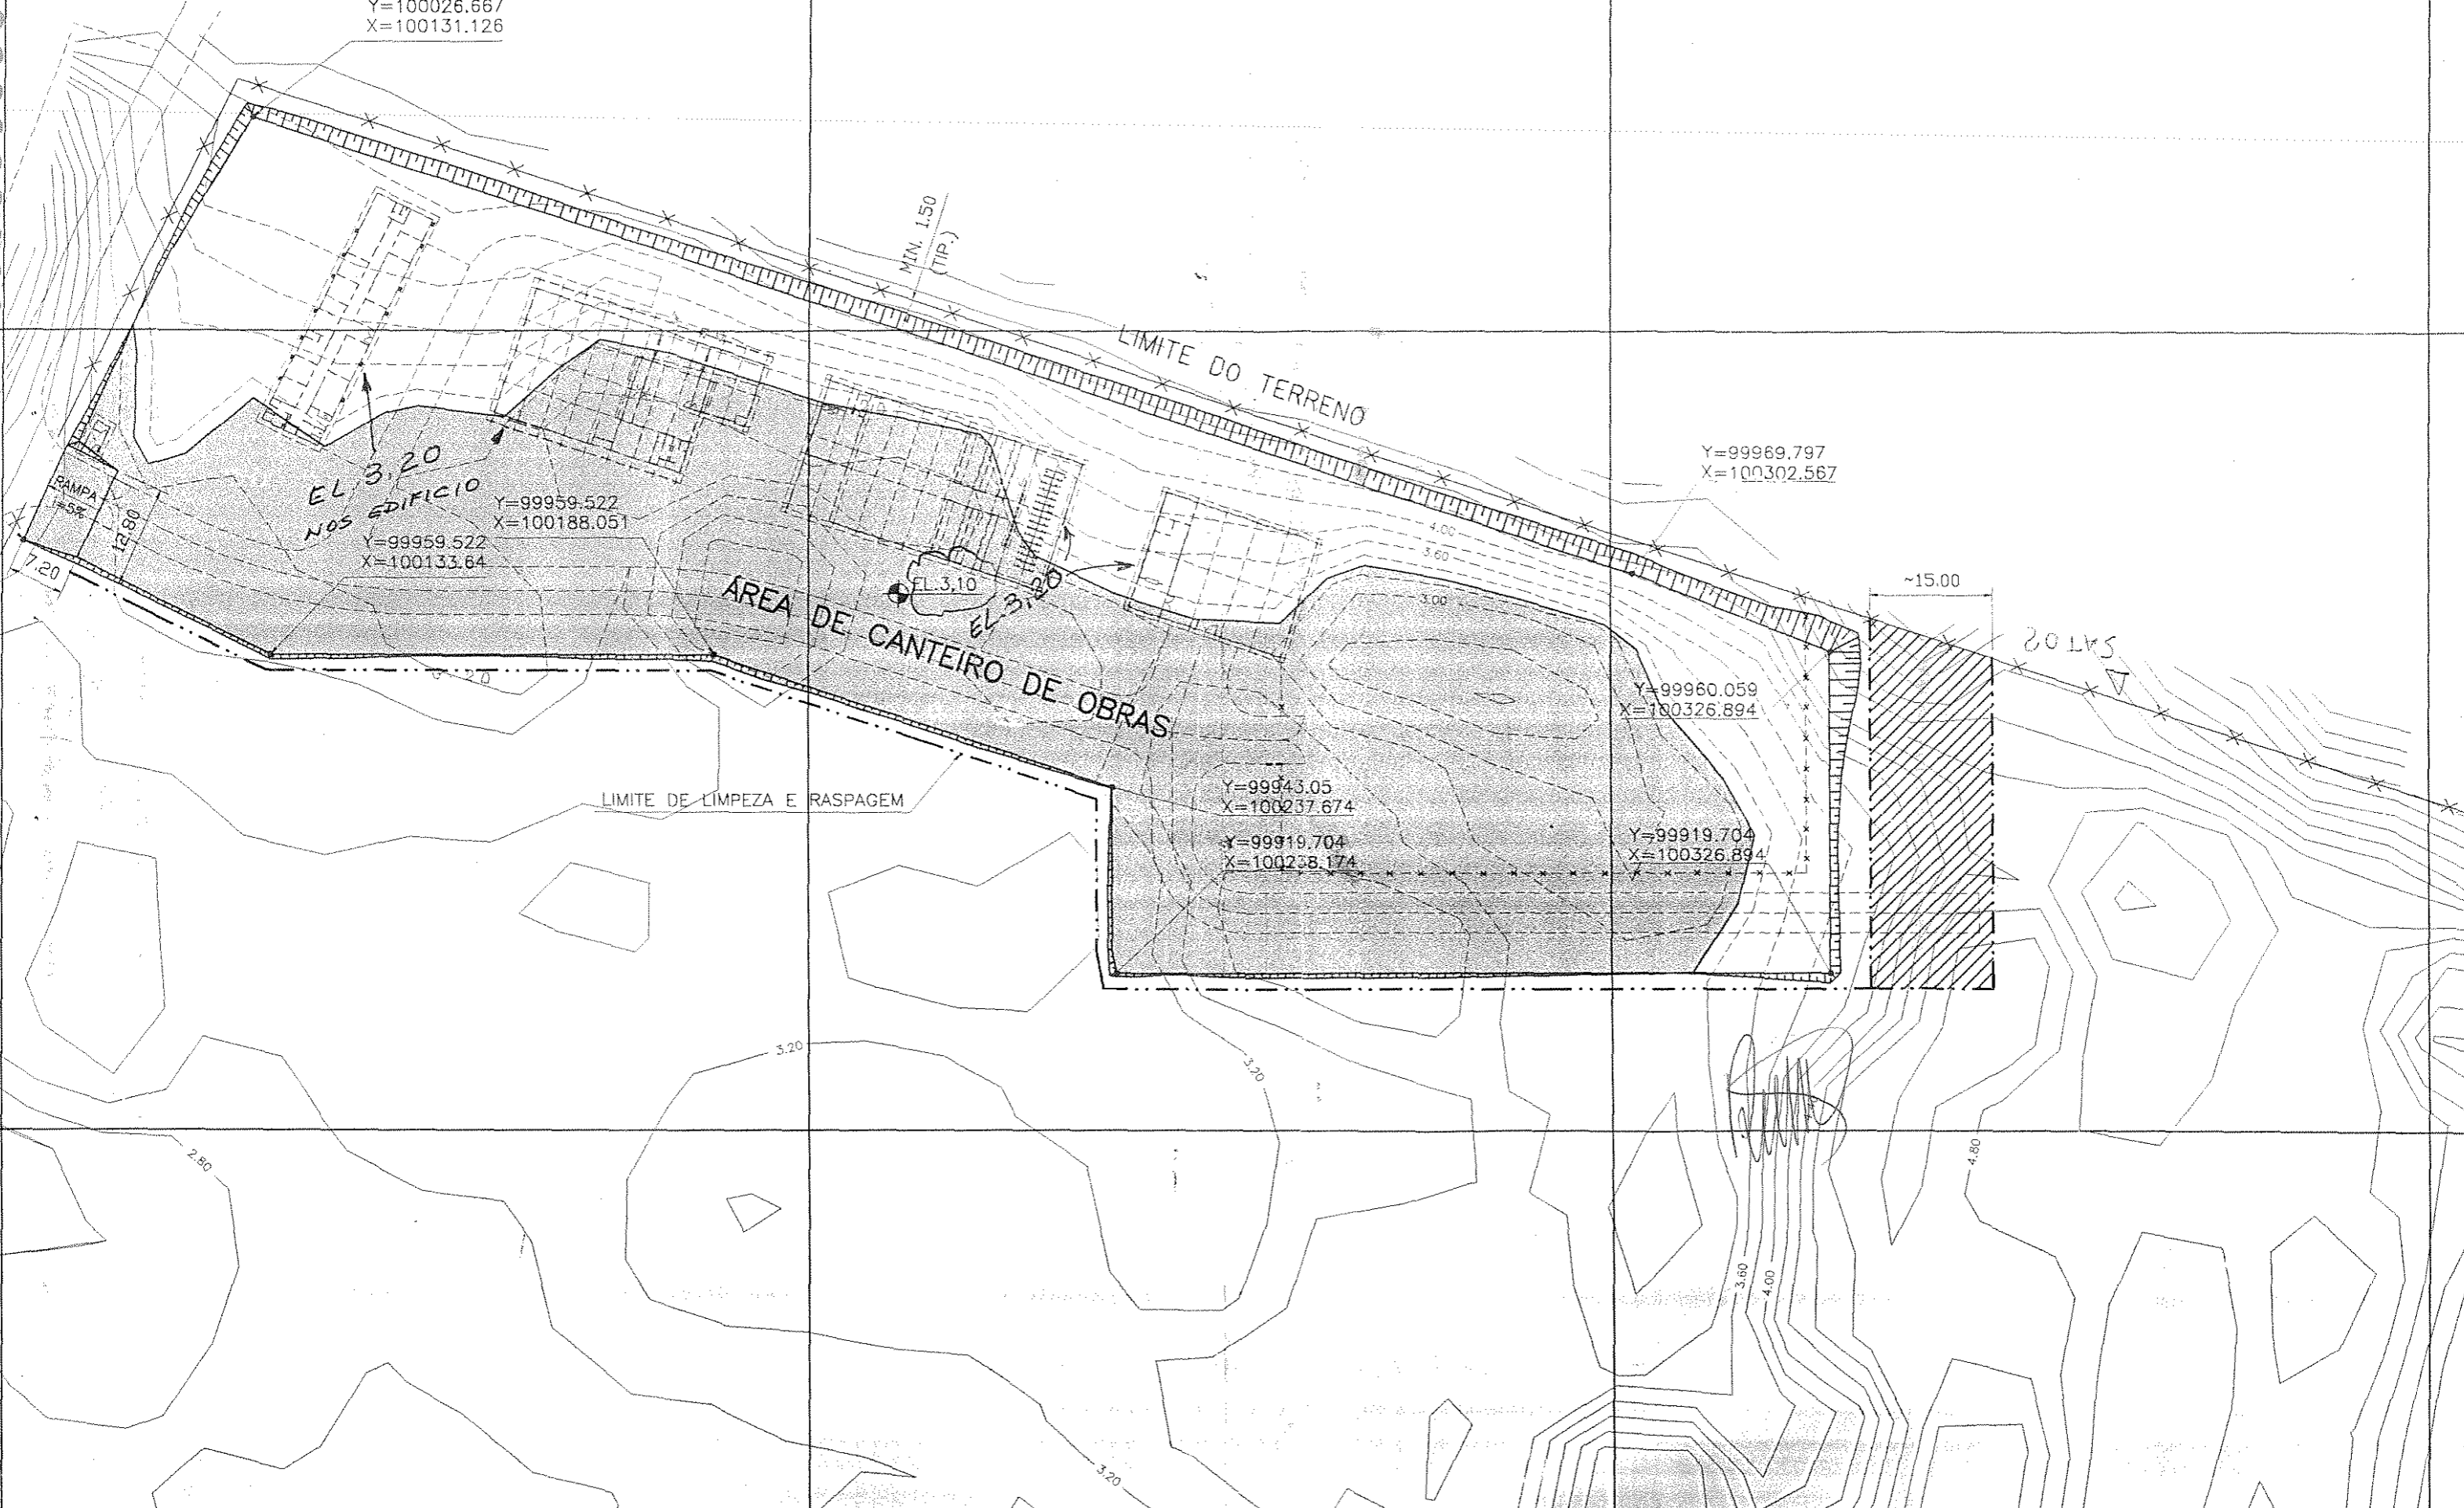 Y=100026.667
X=100131.126
MIN. 1.50
(TIP.)
LIMITE DO TERRENO
Y=99969.797
X=100302.567
EL 3,20
NOS EDIFICIO
RAMPA
i=5%
12.80
7.20
Y=99959.522
X=100188.051
Y=99959.522
X=100133.64
EL.3,10
EL-3,20
ÁREA DE CANTEIRO DE OBRAS
4.00
3.60
3.00
~15.00
Y=99960.059
X=100326.894
LIMITE DE LIMPEZA E RASPAGEM
Y=99943.05
X=100237.674
Y=99919.704
X=100238.174
Y=99919.704
X=100326.894
3.20
3.20
2.80
4.80
3.60
4.00
3.20